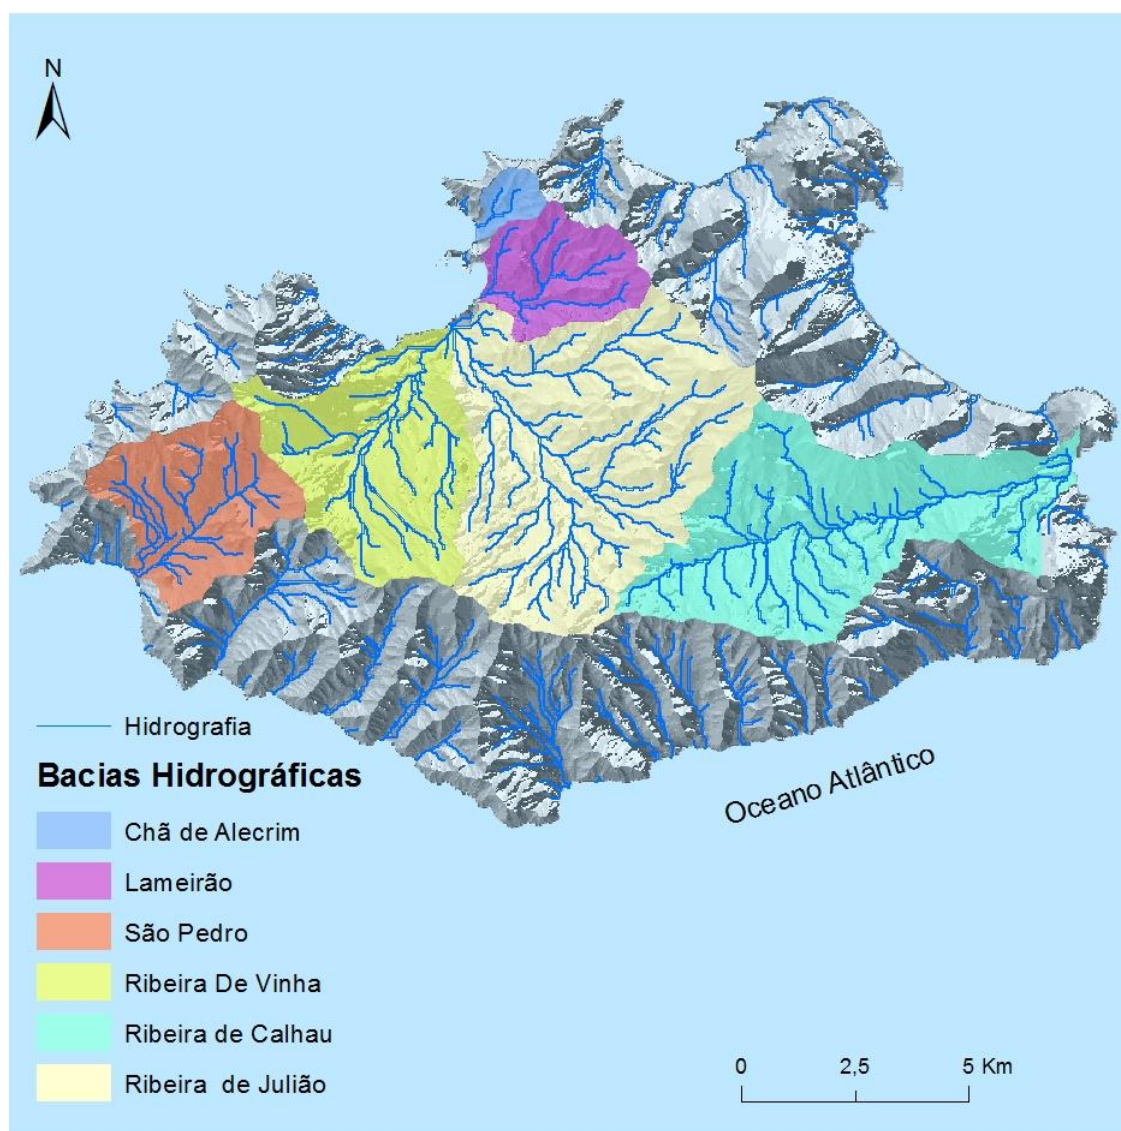 N
Hidrografia
Bacias Hidrográficas
Chã de Alecrim
Lameirão
São Pedro
Ribeira De Vinha
Ribeira de Calhau
Ribeira de Julião
Oceano Atlântico
0 2,5 5 Km